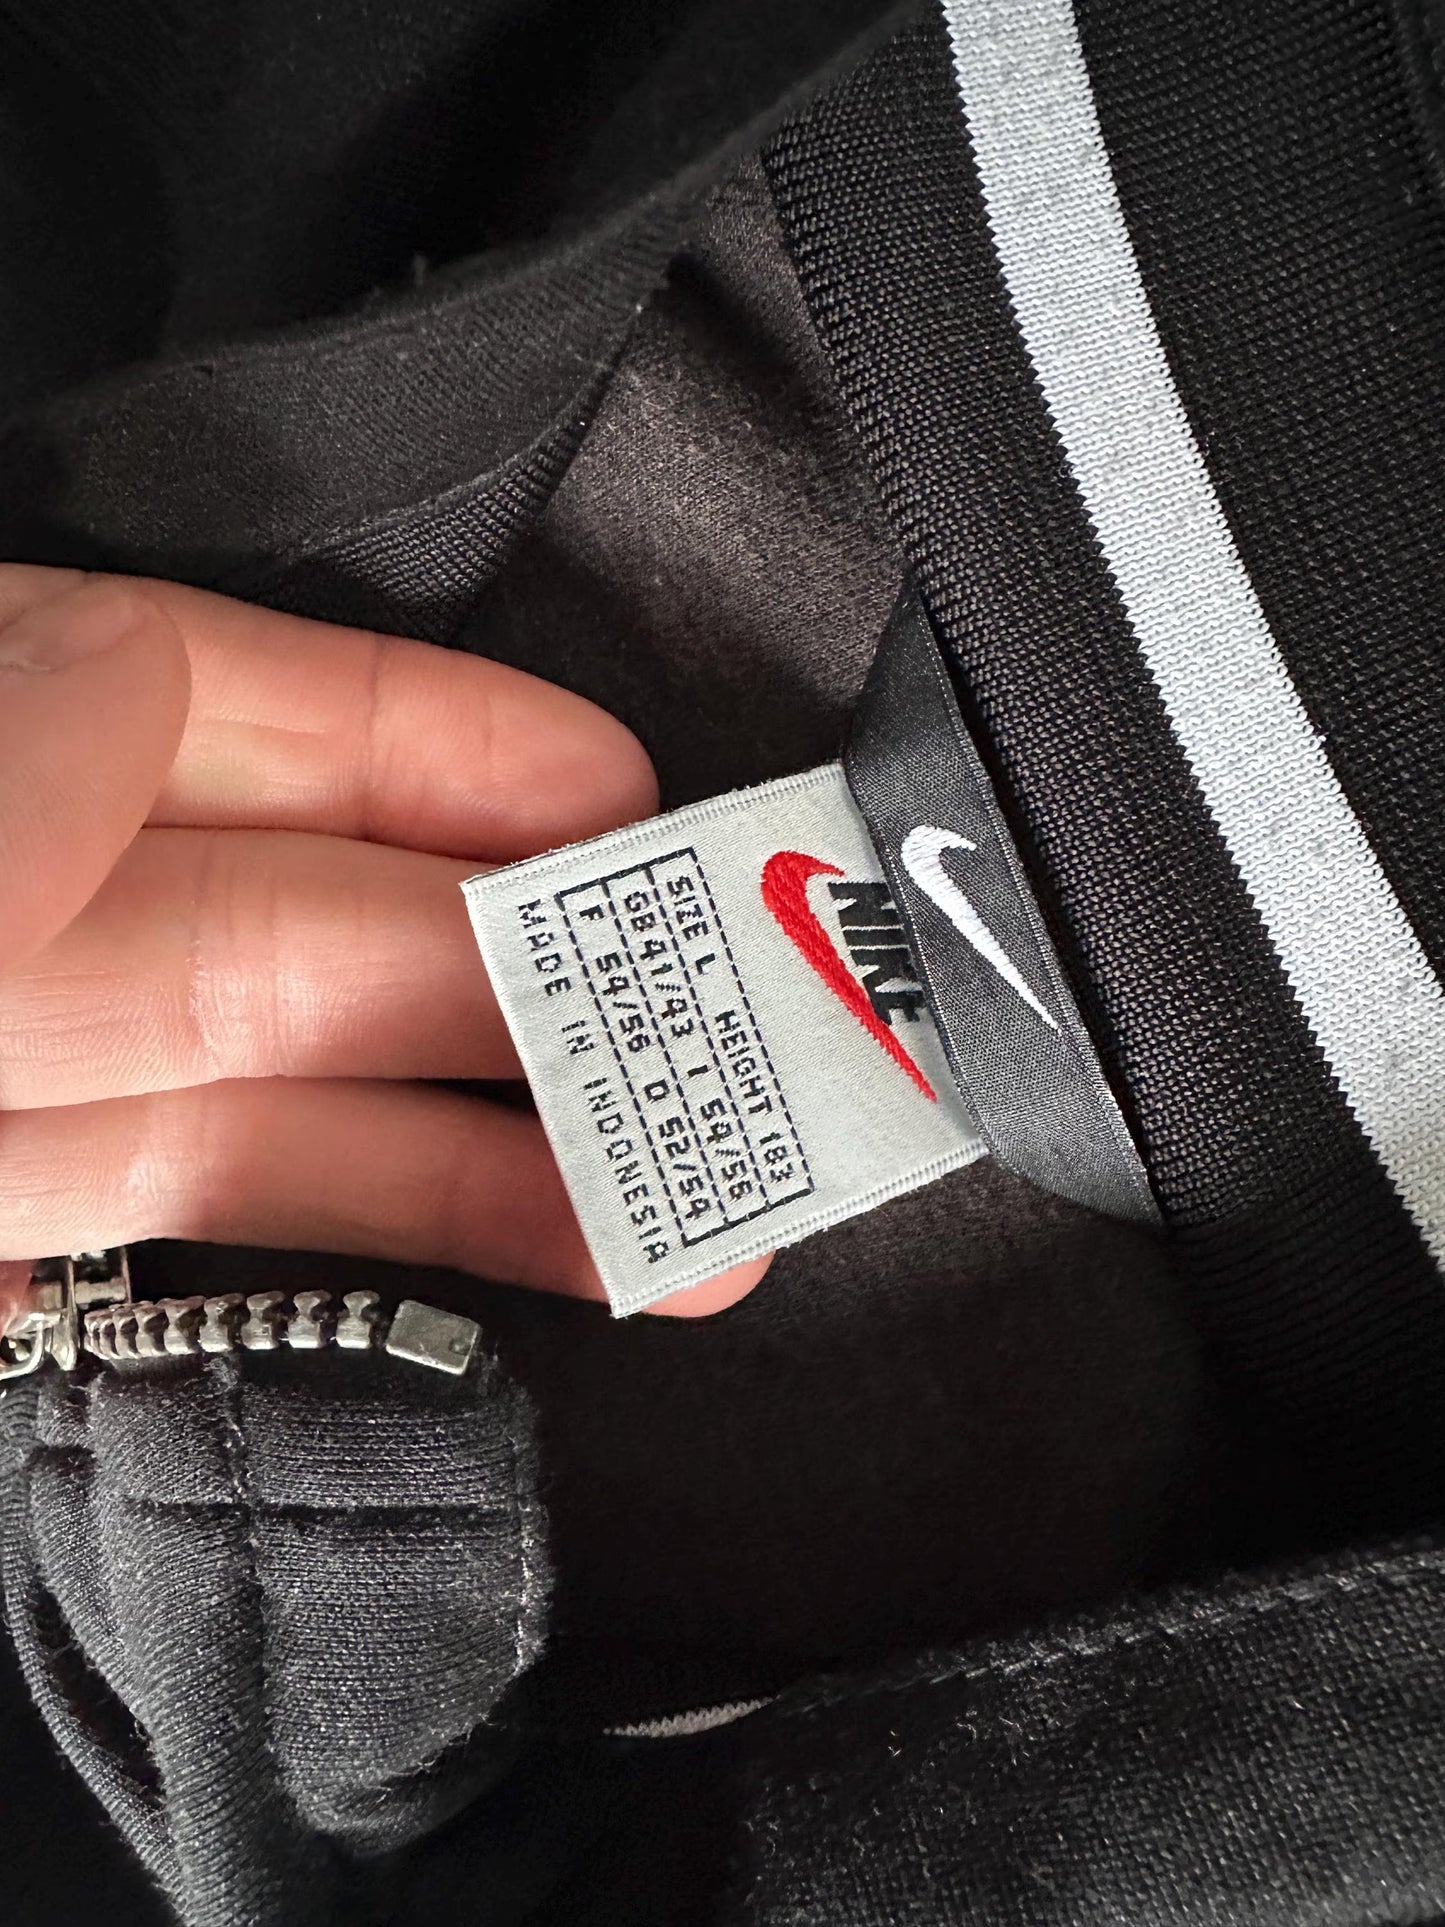 NIKE
SIZE L HEIGHT 183
GB 41/43 I 54/56
F 54/56 D 52/54
MADE IN INDONESIA